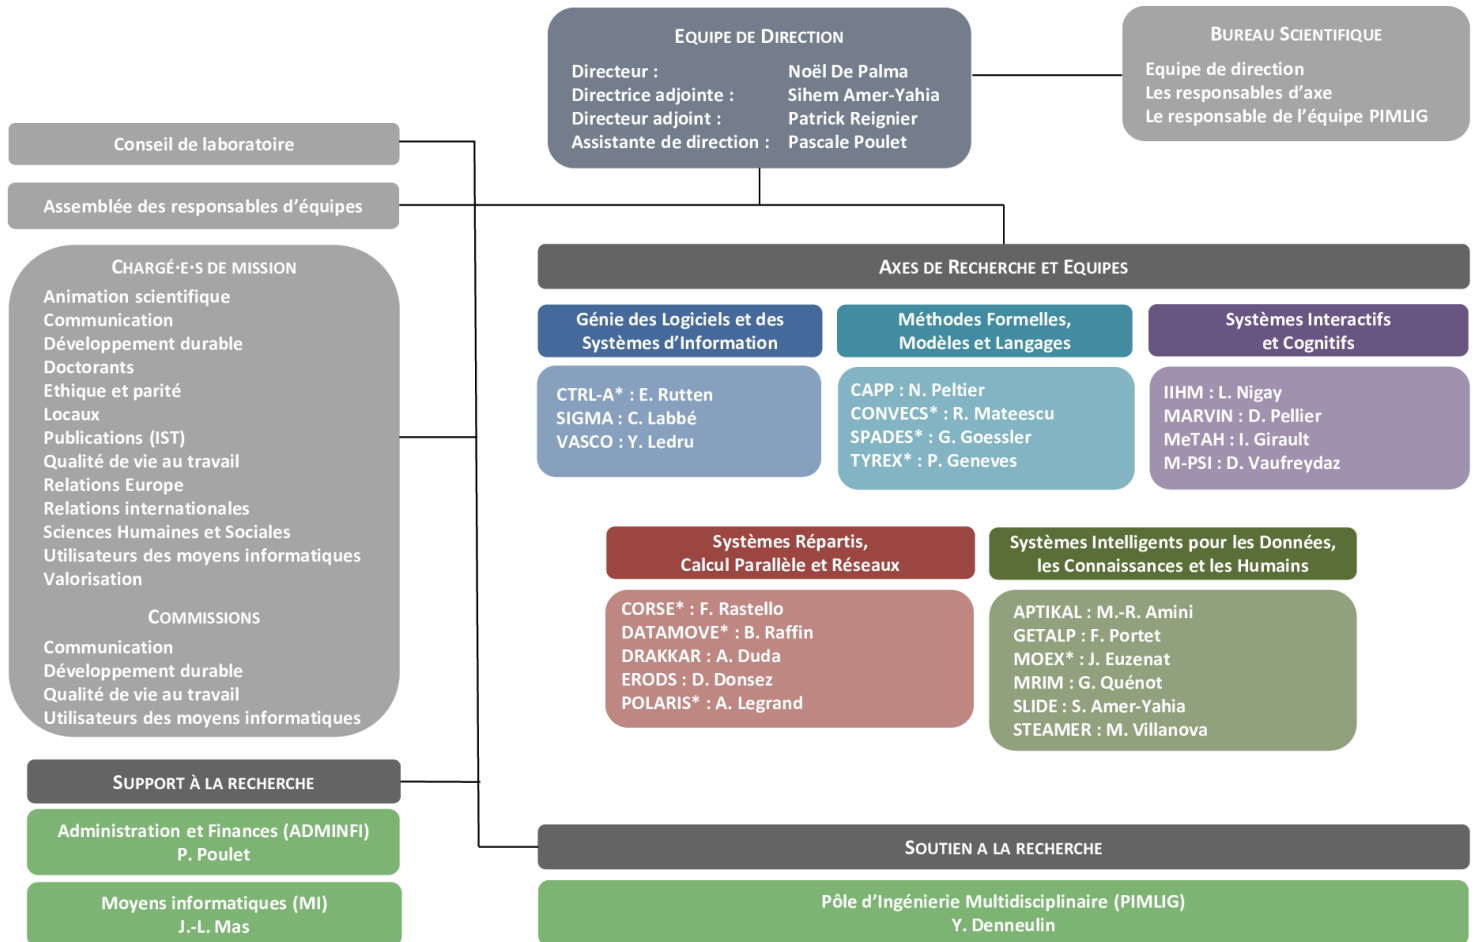 EQUIPE DE DIRECTION
Directeur : Noël De Palma
Directrice adjointe : Sihem Amer-Yahia
Directeur adjoint : Patrick Reignier
Assistante de direction : Pascale Poulet
BUREAU SCIENTIFIQUE
Equipe de direction
Les responsables d’axe
Le responsable de l’équipe PIMLIG
Conseil de laboratoire
Assemblée des responsables d’équipes
CHARGÉ·E·S DE MISSION
Animation scientifique
Communication
Développement durable
Doctorants
Ethique et parité
Locaux
Publications (IST)
Qualité de vie au travail
Relations Europe
Relations internationales
Sciences Humaines et Sociales
Utilisateurs des moyens informatiques
Valorisation
COMMISSIONS
Communication
Développement durable
Qualité de vie au travail
Utilisateurs des moyens informatiques
SUPPORT À LA RECHERCHE
Administration et Finances (ADMINFI)
P. Poulet
Moyens informatiques (MI)
J.-L. Mas
AXES DE RECHERCHE ET EQUIPES
Génie des Logiciels et des
Systèmes d’Information
CTRL-A* : E. Rutten
SIGMA : C. Labbé
VASCO : Y. Ledru
Méthodes Formelles,
Modèles et Langages
CAPP : N. Peltier
CONVECS* : R. Mateescu
SPADES* : G. Goessler
TYREX* : P. Geneves
Systèmes Interactifs
et Cognitifs
IIHM : L. Nigay
MARVIN : D. Pellier
MeTAH : I. Girault
M-PSI : D. Vaufreydaz
Systèmes Répartis,
Calcul Parallèle et Réseaux
CORSE* : F. Rastello
DATAMOVE* : B. Raffin
DRAKKAR : A. Duda
ERODS : D. Donsez
POLARIS* : A. Legrand
Systèmes Intelligents pour les Données,
les Connaissances et les Humains
APTIKAL : M.-R. Amini
GETALP : F. Portet
MOEX* : J. Euzenat
MRIM : G. Quénot
SLIDE : S. Amer-Yahia
STEAMER : M. Villanova
SOUTIEN A LA RECHERCHE
Pôle d’Ingénierie Multidisciplinaire (PIMLIG)
Y. Denneulin